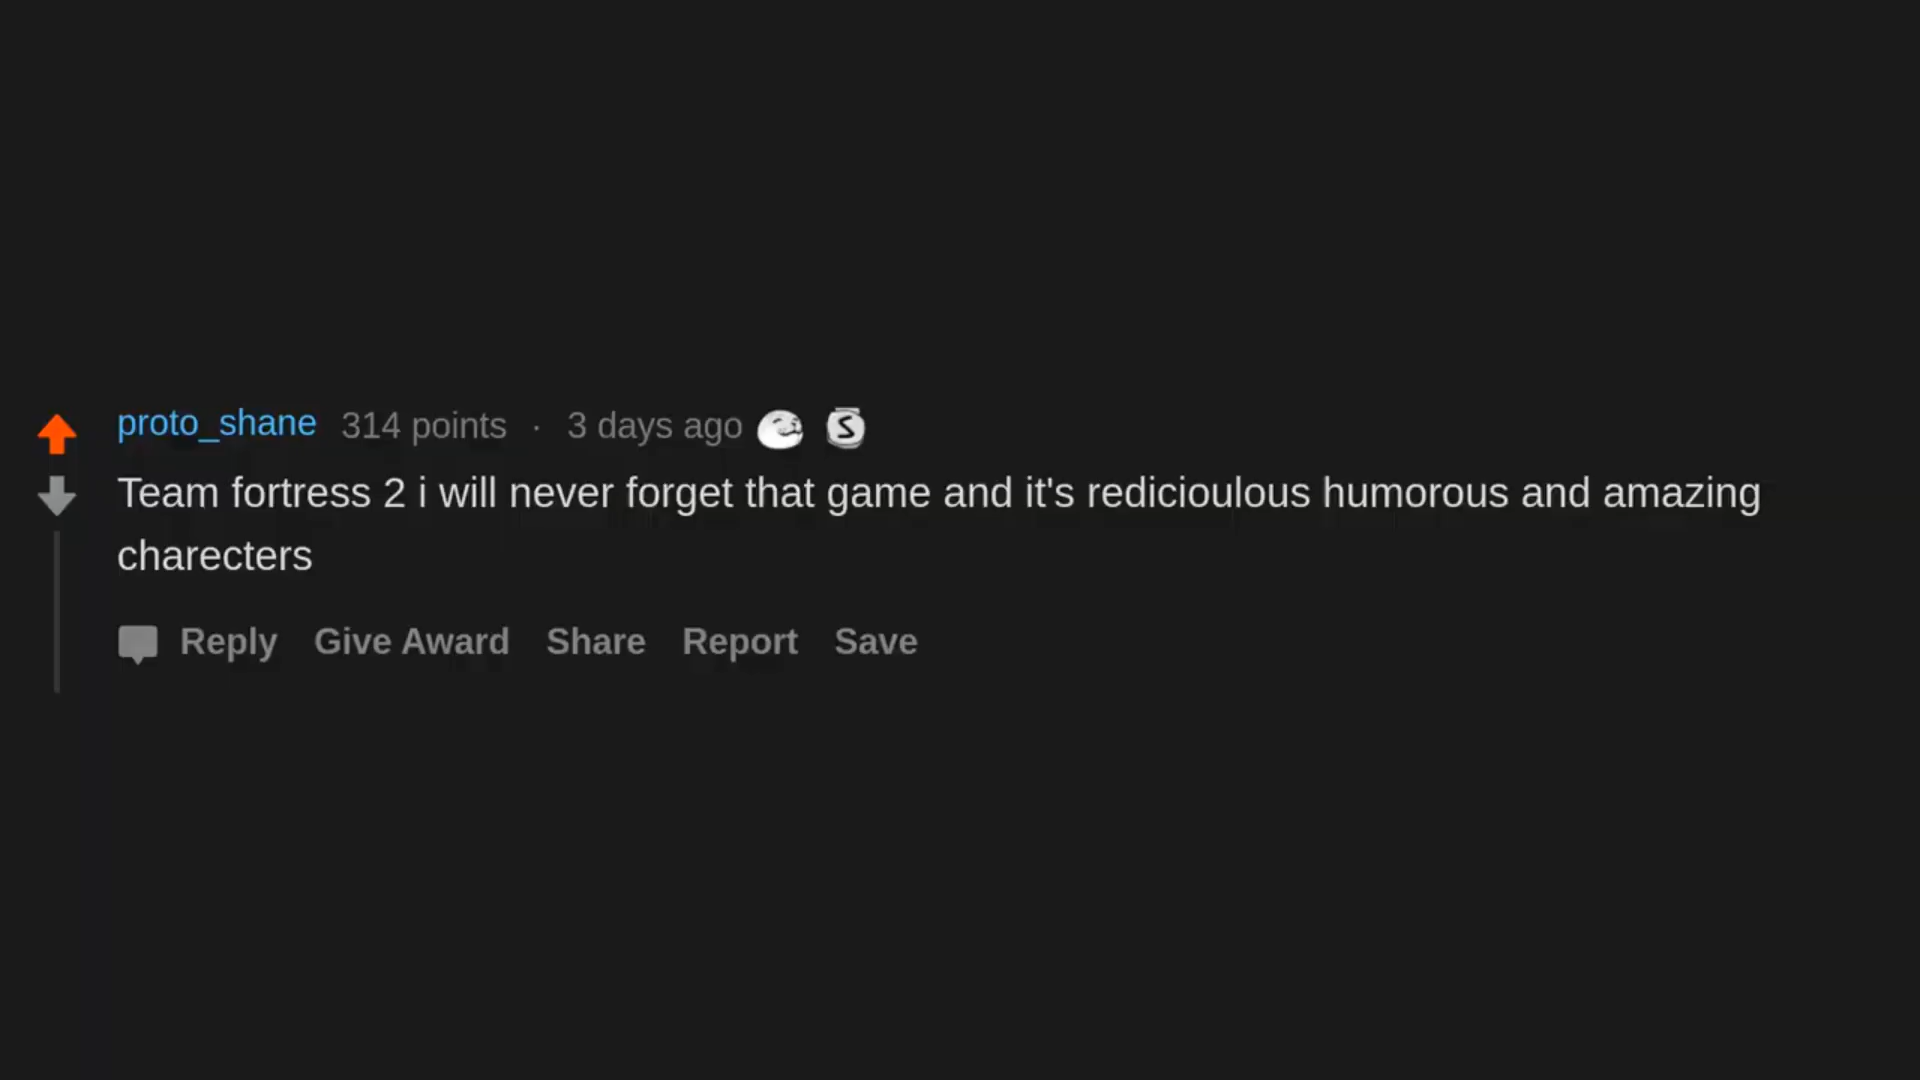 proto_shane 314 points · 3 days ago S
Team fortress 2 i will never forget that game and it's redicioulous humorous and amazing
charecters
Reply Give Award Share Report Save